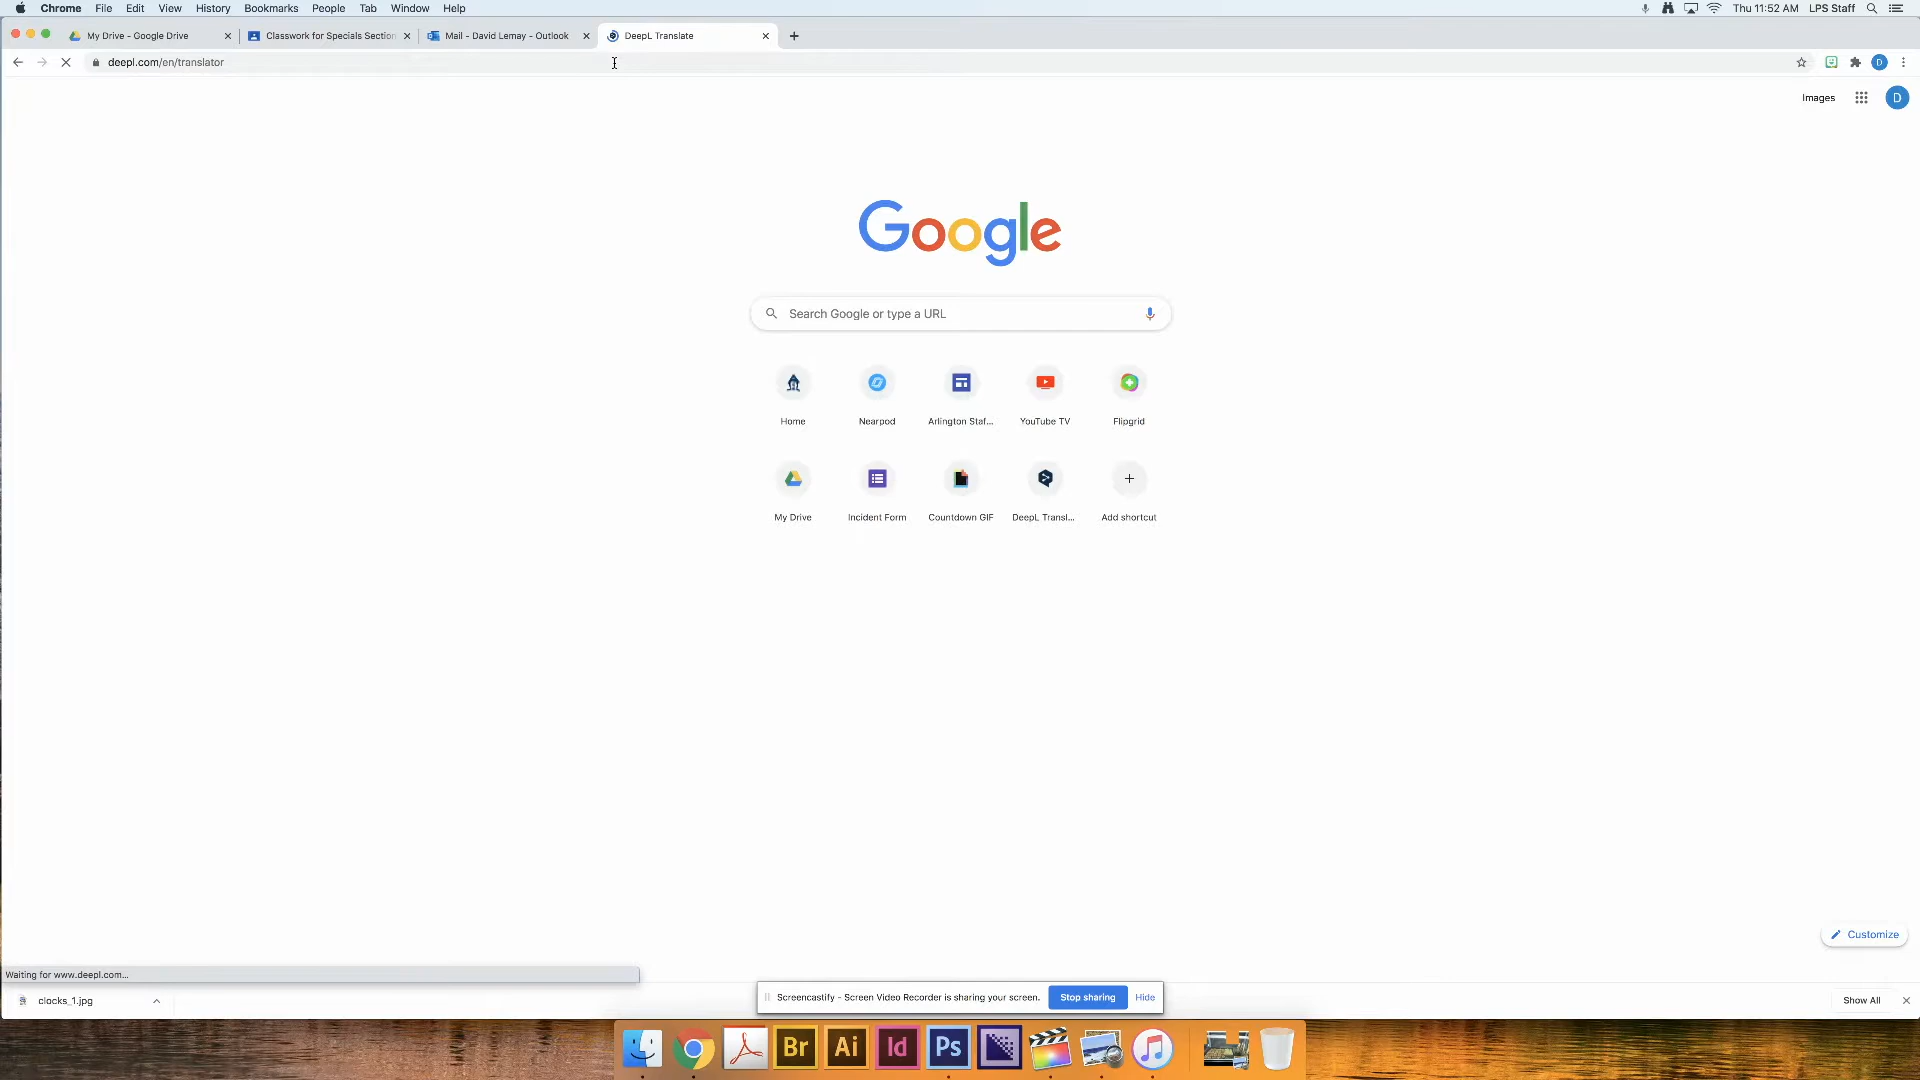 Chrome File Edit View History Bookmarks People Tab Window Help Thu 11:52 AM LPS Staff
My Drive - Google Drive Classwork for Specials Section Mail - David Lemay - Outlook DeepL Translate
deepl.com/en/translator D
Images D
Google
Search Google or type a URL
Home Nearpod Arlington Staf... YouTube TV Flipgrid
My Drive Incident Form Countdown GIF DeepL Transl... Add shortcut
Customize
Waiting for www.deepl.com...
Screencastify - Screen Video Recorder is sharing your screen. Stop sharing Hide
clocks_1.jpg Show All
Br Ai Id Ps